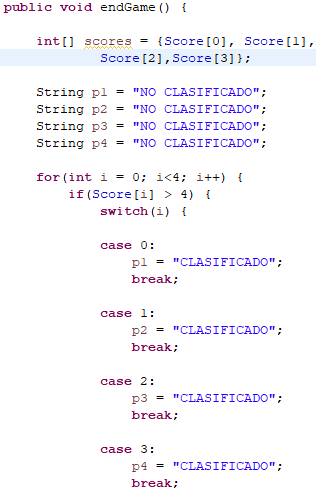 public void endGame() {
int[] scores = {Score[0], Score[1],
Score[2],Score[3]};
String p1 = "NO CLASIFICADO";
String p2 = "NO CLASIFICADO";
String p3 = "NO CLASIFICADO";
String p4 = "NO CLASIFICADO";
for(int i = 0; i<4; i++) {
if(Score[i] > 4) {
switch(i) {
case 0:
p1 = "CLASIFICADO";
break;
case 1:
p2 = "CLASIFICADO";
break;
case 2:
p3 = "CLASIFICADO";
break;
case 3:
p4 = "CLASIFICADO";
break;